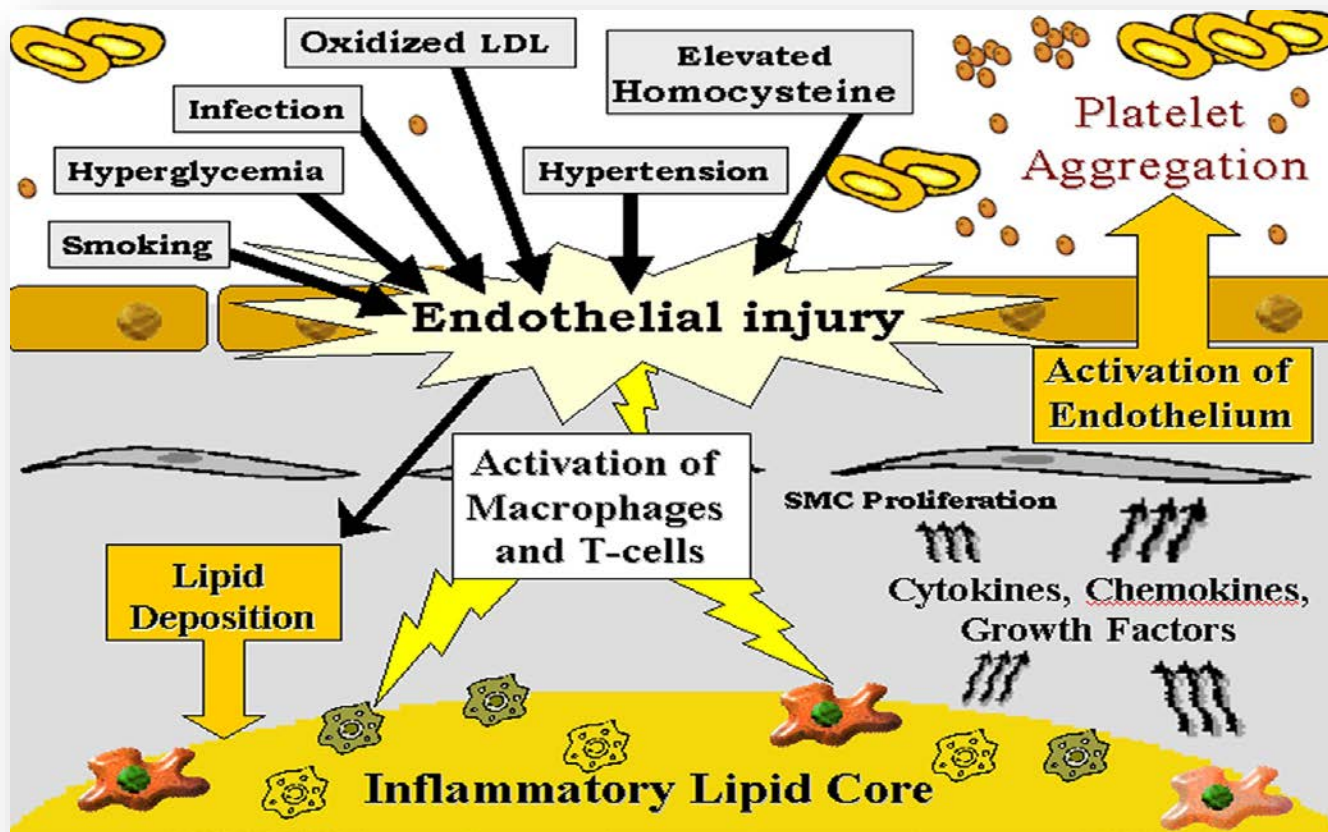 Oxidized LDL
Elevated
Homocysteine
Infection
Hyperglycemia
Hypertension
Smoking
Platelet
Aggregation
Endothelial injury
Activation of
Endothelium
Activation of
Macrophages
and T-cells
SMC Proliferation
Lipid
Deposition
Cytokines, Chemokines,
Growth Factors
Inflammatory Lipid Core